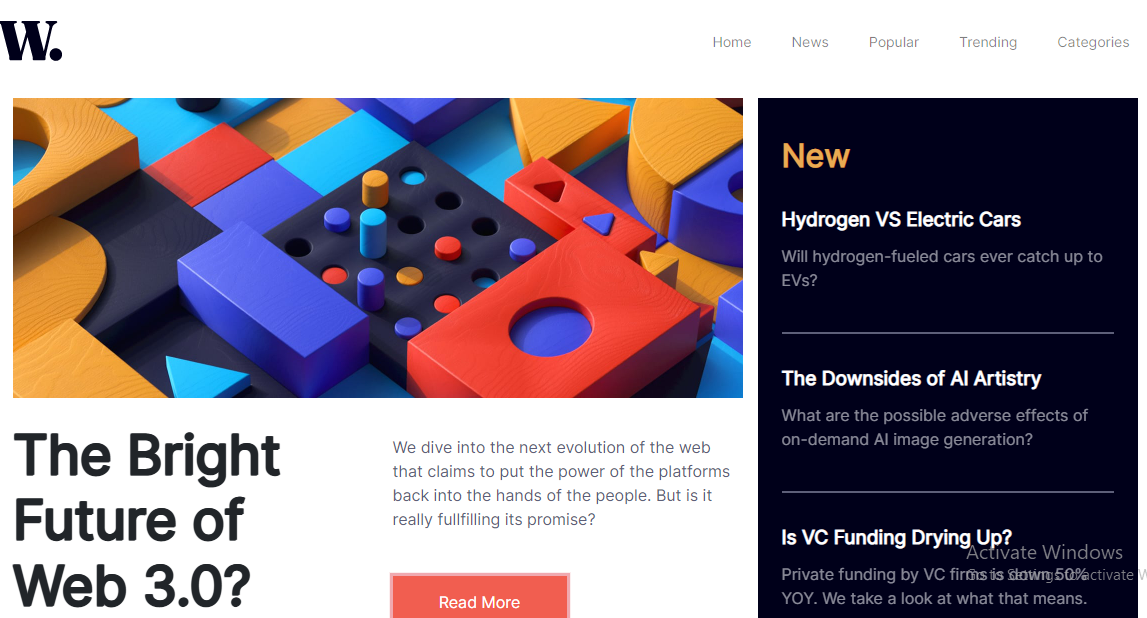 W.
Home News Popular Trending Categories
The Bright
Future of
Web 3.0?
We dive into the next evolution of the web
that claims to put the power of the platforms
back into the hands of the people. But is it
really fullfilling its promise?
Read More
New
Hydrogen VS Electric Cars
Will hydrogen-fueled cars ever catch up to
EVs?
The Downsides of AI Artistry
What are the possible adverse effects of
on-demand AI image generation?
Is VC Funding Drying Up?
Private funding by VC firms is down 50%
YOY. We take a look at what that means.
Activate Windows
Go to Settings to activate W